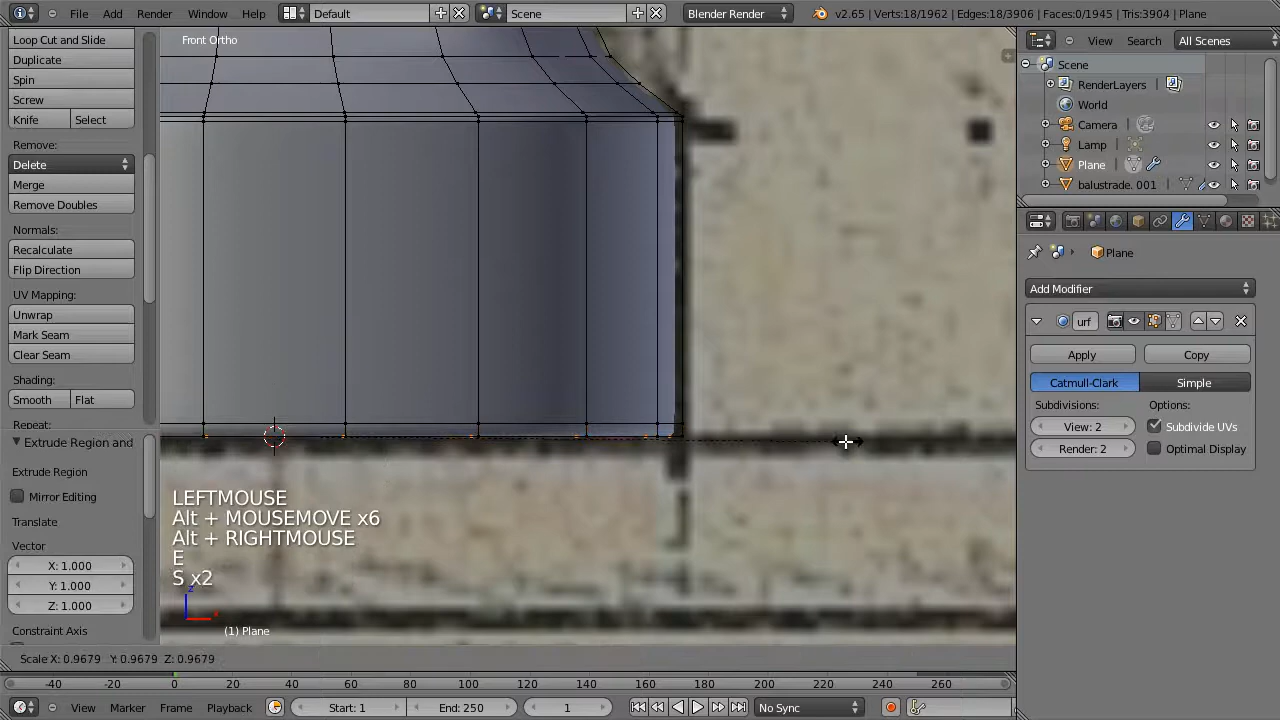 File Add Render Window Help Default Scene Blender Render v2.65 | Verts:18/1962 | Edges:18/3906 | Faces:0/1945 | Tris:3904 | Plane
Front Ortho
Loop Cut and Slide
Duplicate
Spin
Screw
Knife Select
Remove:
Delete
Merge
Remove Doubles
Normals:
Recalculate
Flip Direction
UV Mapping:
Unwrap
Mark Seam
Clear Seam
Shading:
Smooth Flat
Repeat:
Extrude Region and
Extrude Region
Mirror Editing
Translate
Vector
X: 1.000
Y: 1.000
Z: 1.000
Constraint Axis
LEFTMOUSE
Alt + MOUSEMOVE x6
Alt + RIGHTMOUSE
E
S x2
z
x
(1) Plane
Scale X: 0.9679 Y: 0.9679 Z: 0.9679
View Search All Scenes
Scene
RenderLayers
World
Camera
Lamp
Plane
balustrade. 001
Plane
Add Modifier
urf
Apply Copy
Catmull-Clark Simple
Subdivisions: Options:
View: 2 Subdivide UVs
Render: 2 Optimal Display
-40 -20 0 20 40 60 80 100 120 140 160 180 200 220 240 260
View Marker Frame Playback Start: 1 End: 250 1 No Sync